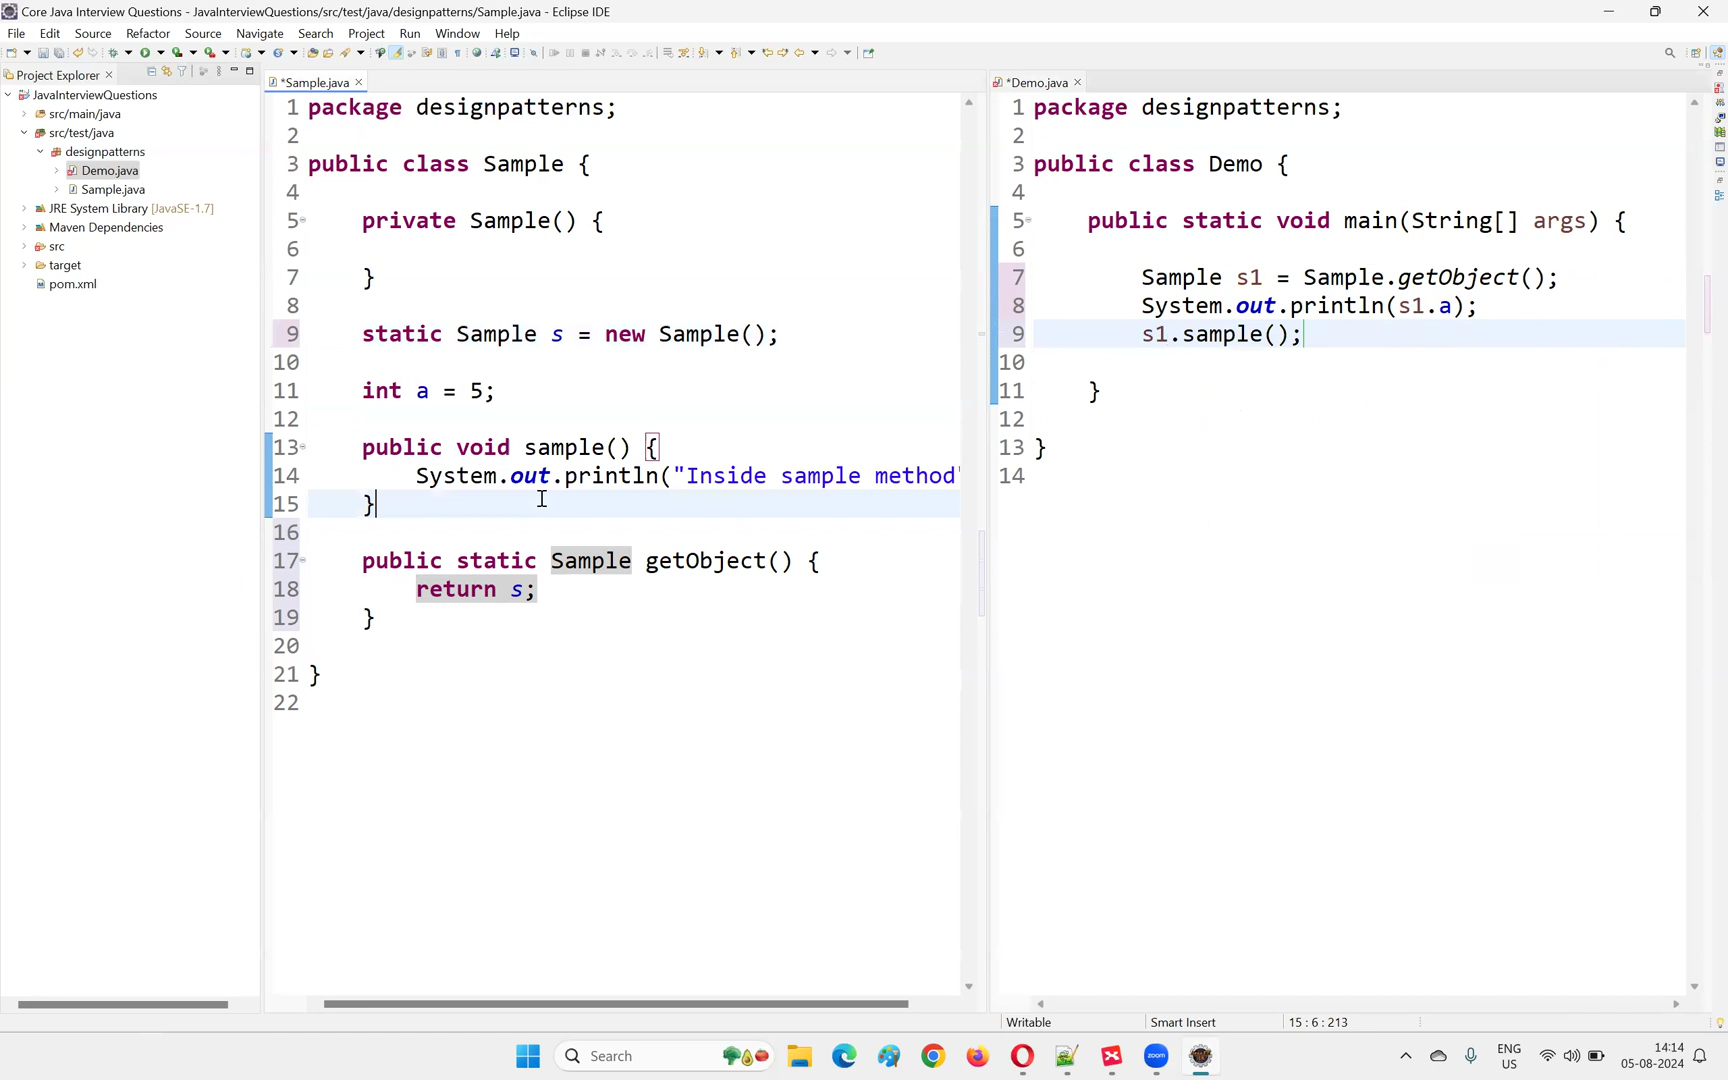 Core Java Interview Questions - JavaInterviewQuestions/src/test/java/designpatterns/Sample.java - Eclipse IDE
File Edit Source Refactor Source Navigate Search Project Run Window Help
Project Explorer
JavaInterviewQuestions
src/main/java
src/test/java
designpatterns
Demo.java
Sample.java
JRE System Library [JavaSE-1.7]
Maven Dependencies
src
target
pom.xml
*Sample.java
1 package designpatterns;
2
3 public class Sample {
4
5 private Sample() {
6
7 }
8
9 static Sample s = new Sample();
10
11 int a = 5;
12
13 public void sample() {
14 System.out.println("Inside sample method"
15 }
16
17 public static Sample getObject() {
18 return s;
19 }
20
21 }
22
*Demo.java
1 package designpatterns;
2
3 public class Demo {
4
5 public static void main(String[] args) {
6
7 Sample s1 = Sample.getObject();
8 System.out.println(s1.a);
9 s1.sample();
10
11 }
12
13 }
14
Writable Smart Insert 15 : 6 : 213
Search
zoom
ENG
US
14:14
05-08-2024